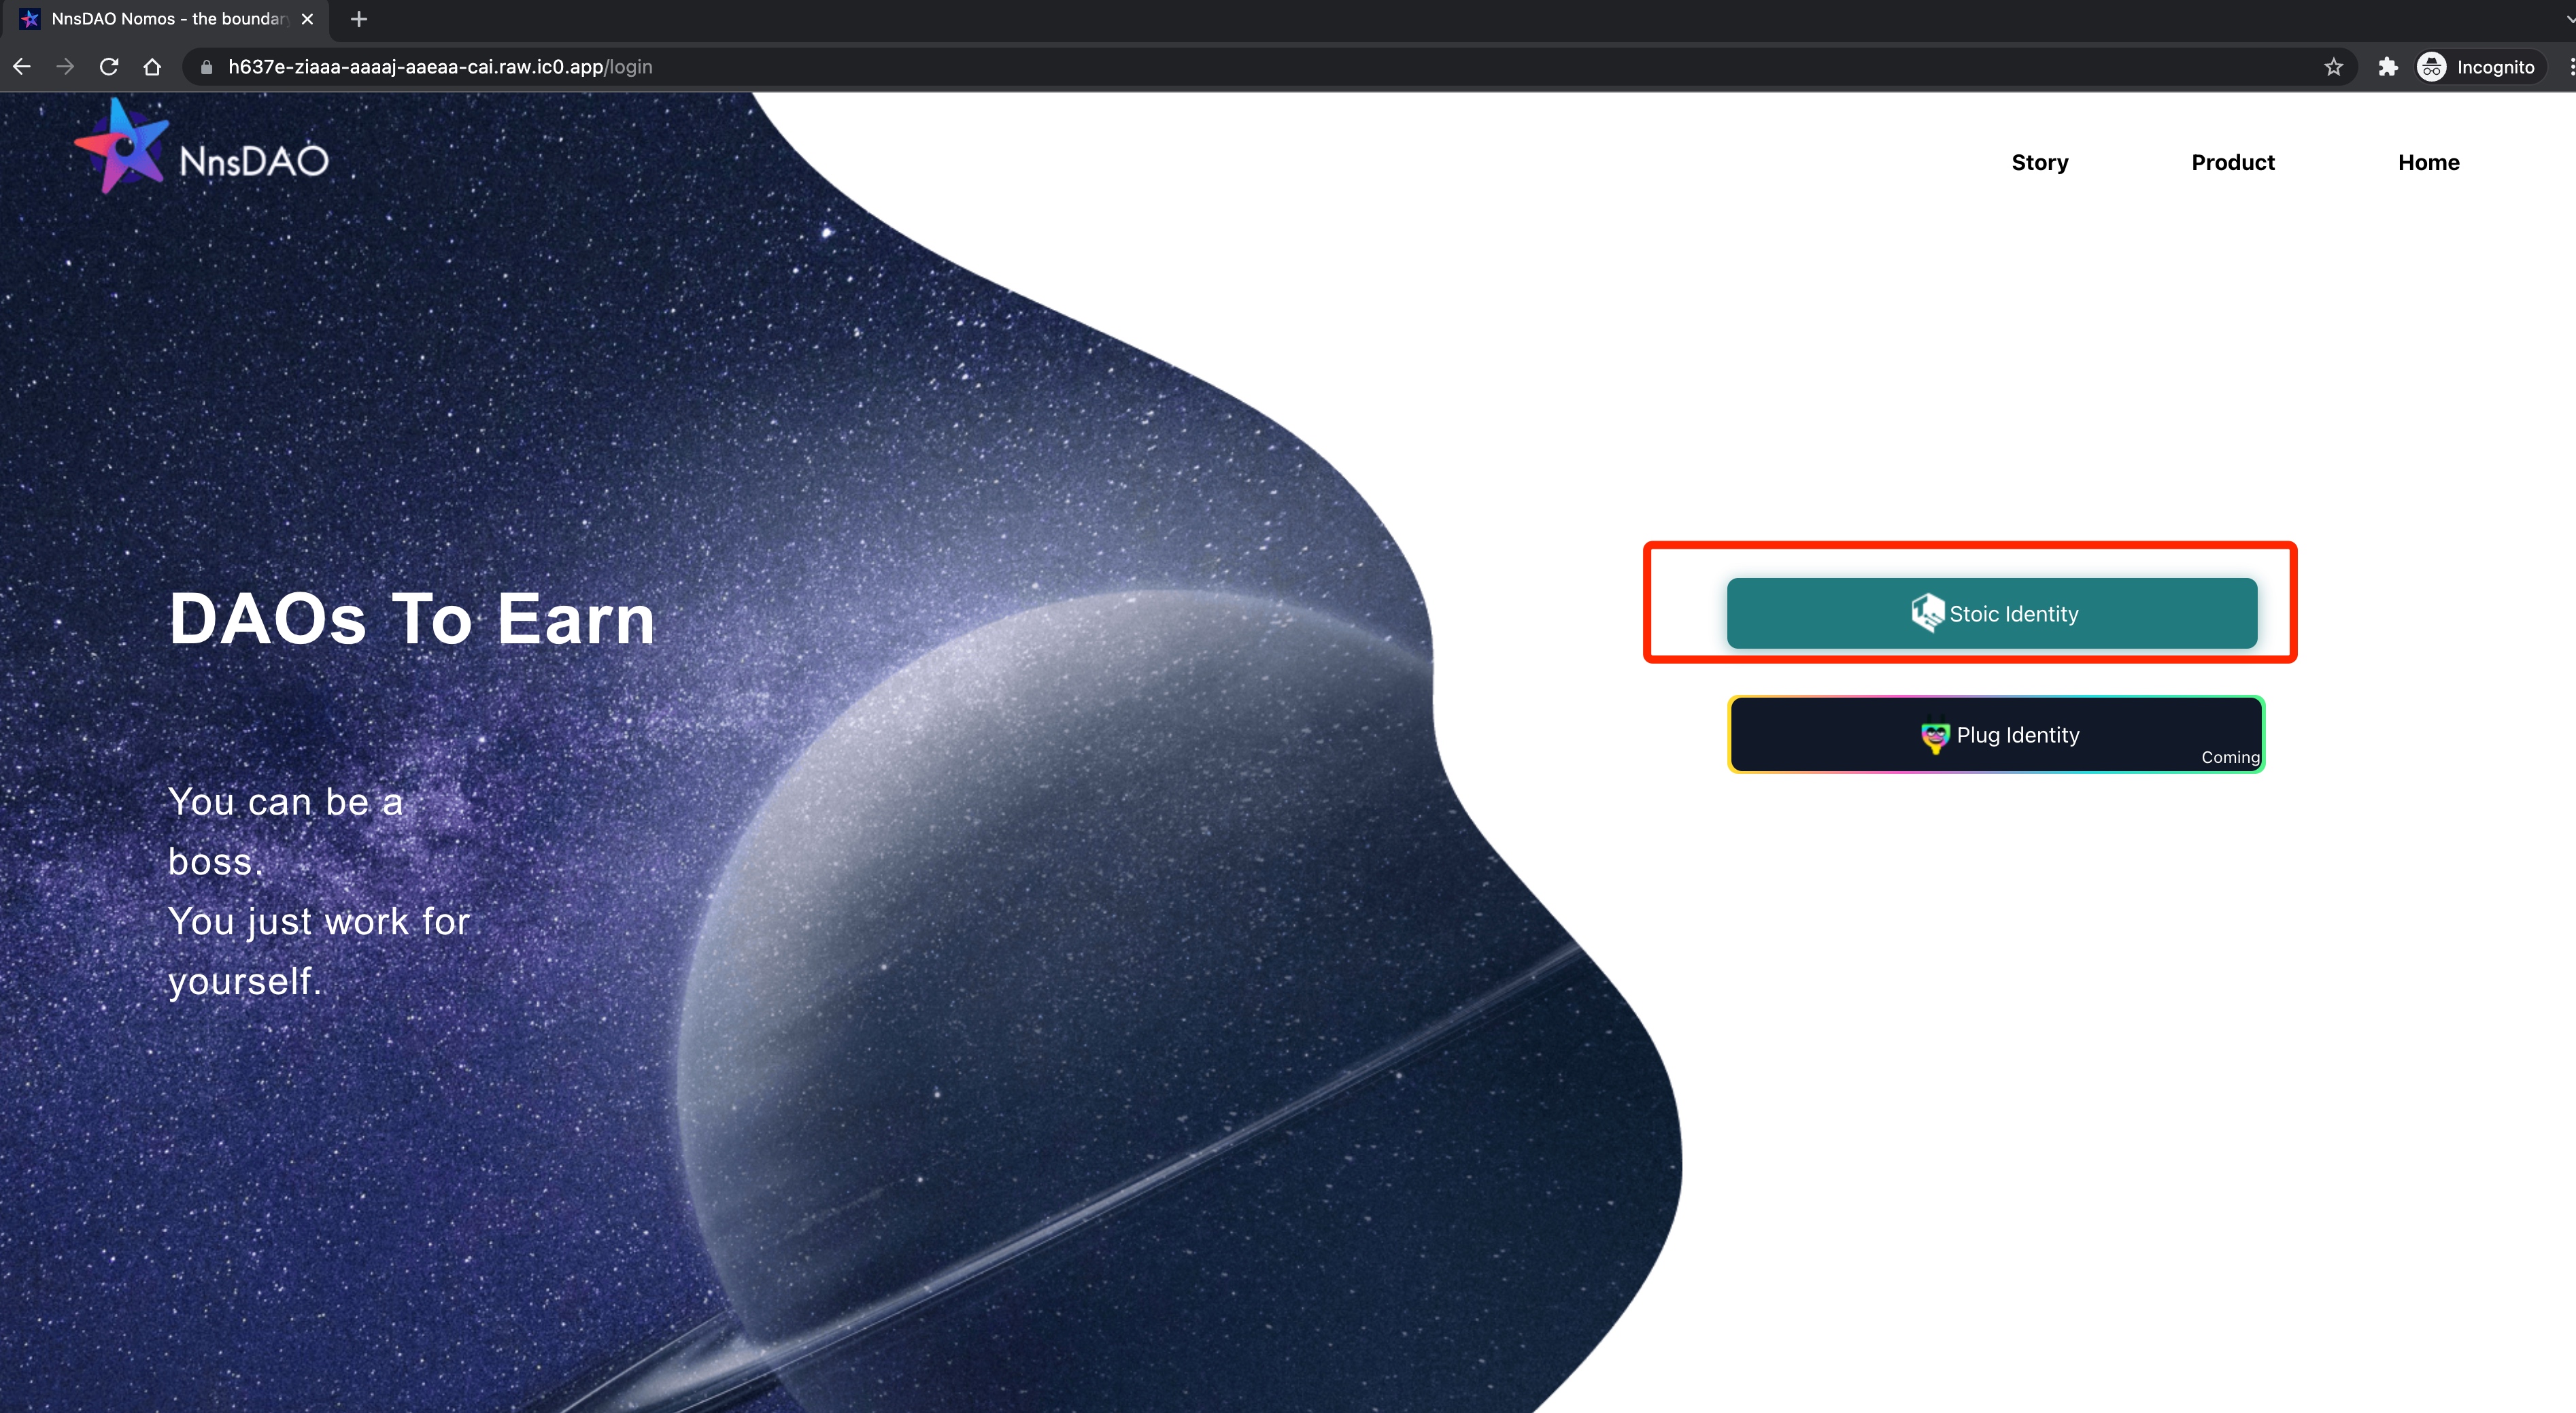 NnsDAO Nomos - the boundar
h637e-ziaaa-aaaaj-aaeaa-cai.raw.ic0.app/login
Incognito
NnsDAO
Story
Product
Home
DAOs To Earn
You can be a
boss.
You just work for
yourself.
Stoic Identity
Plug Identity
Coming